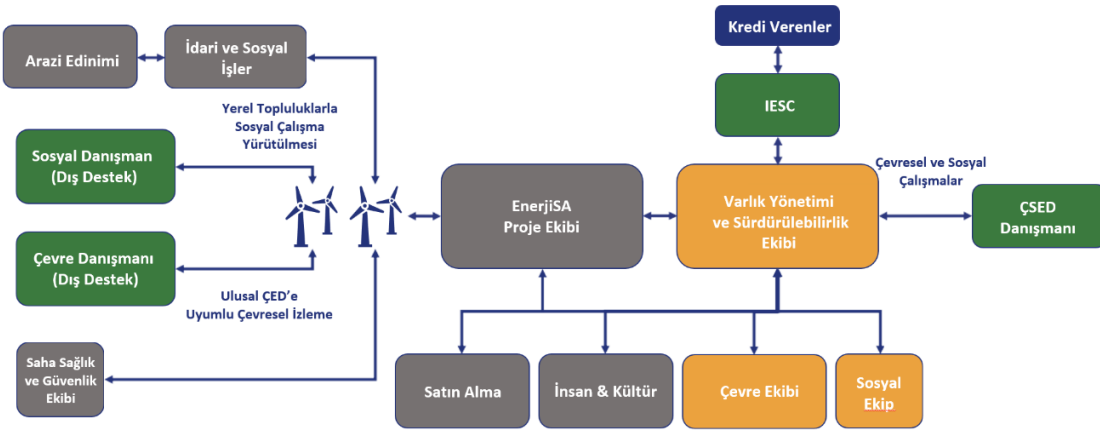 Kredi Verenler
Arazi Edinimi
İdari ve Sosyal
İşler
IESC
Yerel Topluluklarla
Sosyal Çalışma
Yürütülmesi
Sosyal Danışman
(Dış Destek)
Çevresel ve Sosyal
Çalışmalar
EnerjiSA
Proje Ekibi
Varlık Yönetimi
ve Sürdürülebilirlik
Ekibi
ÇSED
Danışmanı
Çevre Danışmanı
(Dış Destek)
Ulusal ÇED’e
Uyumlu Çevresel İzleme
Saha Sağlık
ve Güvenlik
Ekibi
Satın Alma
İnsan & Kültür
Çevre Ekibi
Sosyal
Ekip